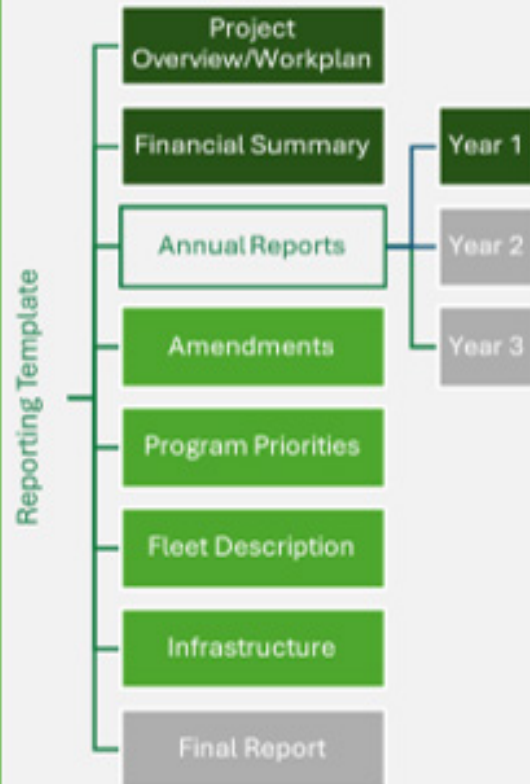 Reporting Template
Project
Overview/Workplan
Financial Summary
Annual Reports
Year 1
Year 2
Year 3
Amendments
Program Priorities
Fleet Description
Infrastructure
Final Report